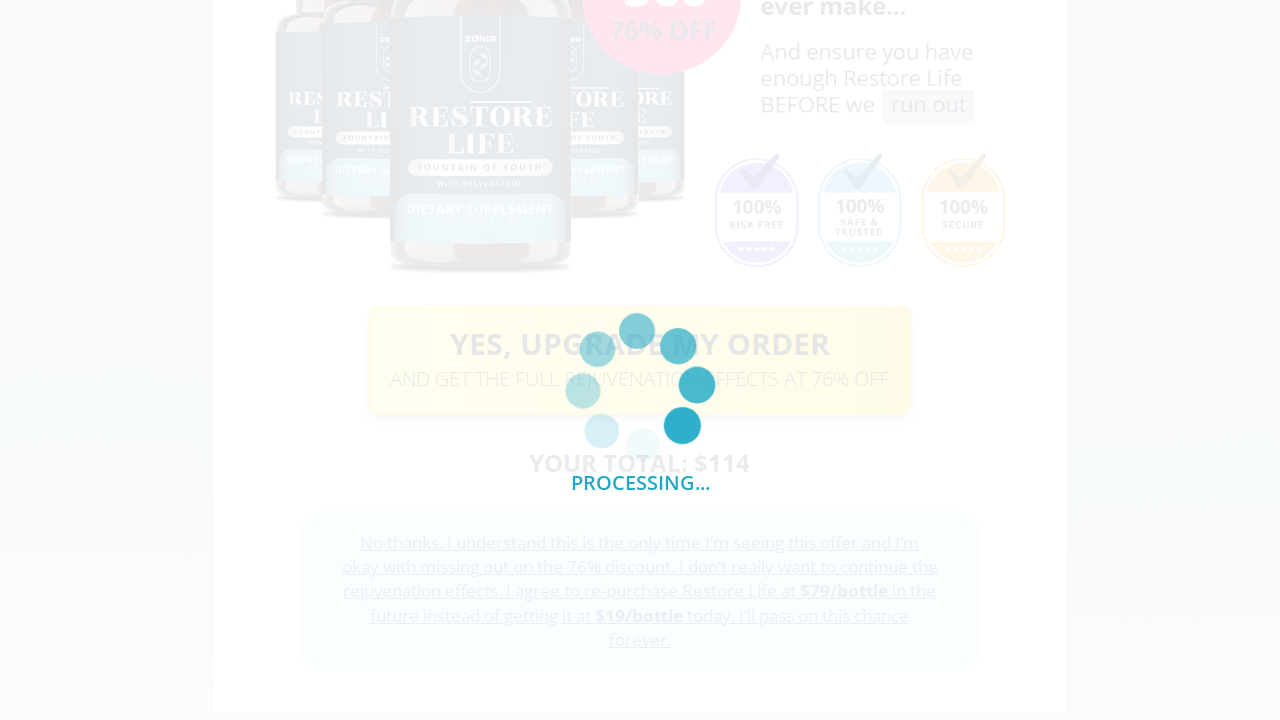 ever make...
76% OFF
And ensure you have
enough Restore Life
BEFORE we run out
ZONIA
RESTORE
LIFE
FOUNTAIN OF YOUTH
WITH RESVERATROL
DIETARY SUPPLEMENT
60 CAPSULES
100%
RISK FREE
100%
SAFE &
TRUSTED
100%
SECURE
YES, UPGRADE MY ORDER
AND GET THE FULL REJUVENATION EFFECTS AT 76% OFF
YOUR TOTAL: $114
PROCESSING...
No thanks. I understand this is the only time I'm seeing this offer and I'm
okay with missing out on the 76% discount. I don't really want to continue the
rejuvenation effects. I agree to re-purchase Restore Life at $79/bottle in the
future instead of getting it at $19/bottle today. I'll pass on this chance
forever.